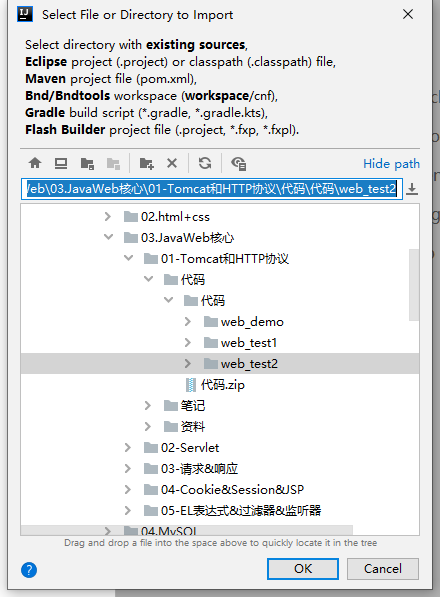 Select File or Directory to Import
Select directory with existing sources,
Eclipse project (.project) or classpath (.classpath) file,
Maven project file (pom.xml),
Bnd/Bndtools workspace (workspace/cnf),
Gradle build script (*.gradle, *.gradle.kts),
Flash Builder project file (.project, *.fxp, *.fxpl).
Hide path
/eb\03.JavaWeb核心\01-Tomcat和HTTP协议\代码\代码\web_test2
02.html+css
03.JavaWeb核心
01-Tomcat和HTTP协议
代码
代码
web_demo
web_test1
web_test2
代码.zip
笔记
资料
02-Servlet
03-请求&响应
04-Cookie&Session&JSP
05-EL表达式&过滤器&监听器
04.MySQL
Drag and drop a file into the space above to quickly locate it in the tree
?
OK
Cancel